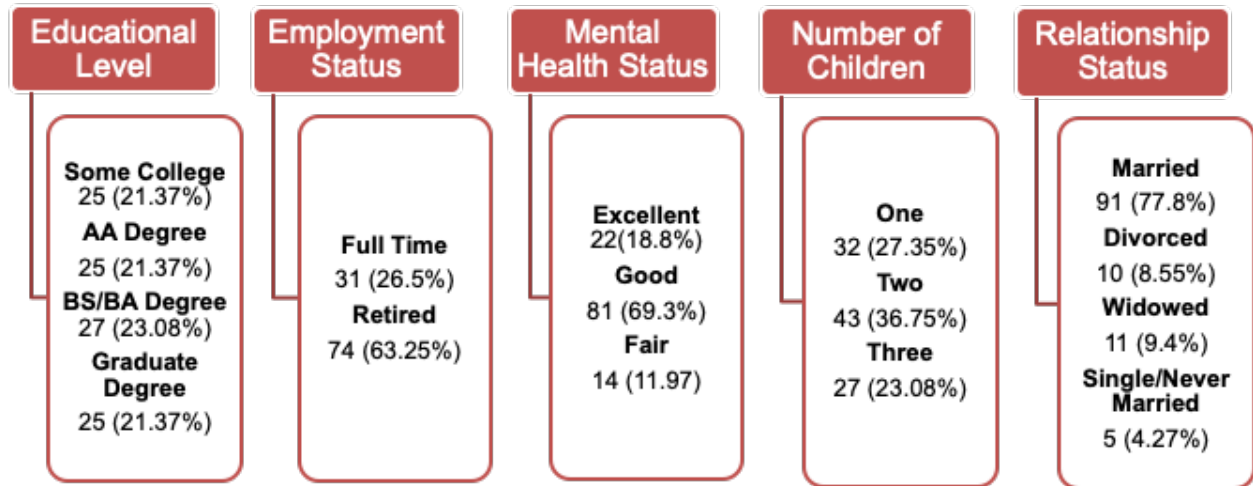 Educational
Level
Some College
25 (21.37%)
AA Degree
25 (21.37%)
BS/BA Degree
27 (23.08%)
Graduate
Degree
25 (21.37%)
Employment
Status
Full Time
31 (26.5%)
Retired
74 (63.25%)
Mental
Health Status
Excellent
22(18.8%)
Good
81 (69.3%)
Fair
14 (11.97)
Number of
Children
One
32 (27.35%)
Two
43 (36.75%)
Three
27 (23.08%)
Relationship
Status
Married
91 (77.8%)
Divorced
10 (8.55%)
Widowed
11 (9.4%)
Single/Never
Married
5 (4.27%)